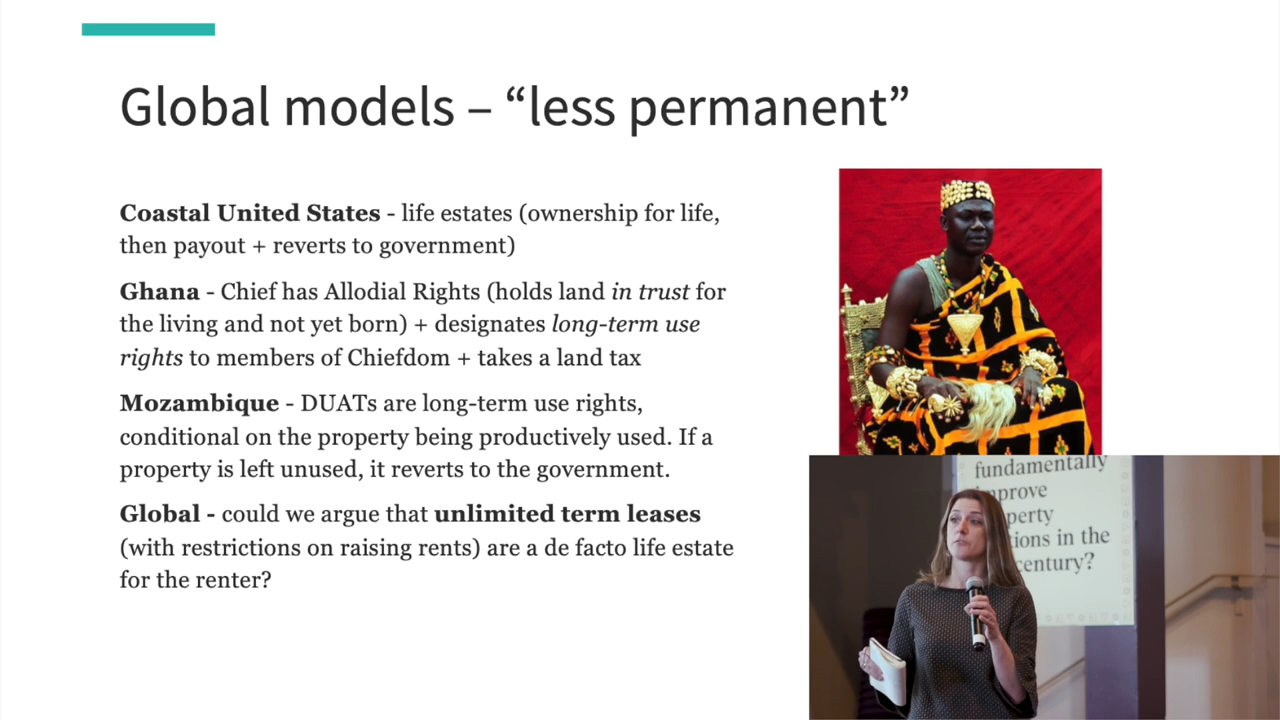 Global models – “less permanent”
Coastal United States - life estates (ownership for life,
then payout + reverts to government)
Ghana - Chief has Allodial Rights (holds land in trust for
the living and not yet born) + designates long-term use
rights to members of Chiefdom + takes a land tax
Mozambique - DUATs are long-term use rights,
conditional on the property being productively used. If a
property is left unused, it reverts to the government.
Global - could we argue that unlimited term leases
(with restrictions on raising rents) are a de facto life estate
for the renter?
fundamentally
improve
in the
century?